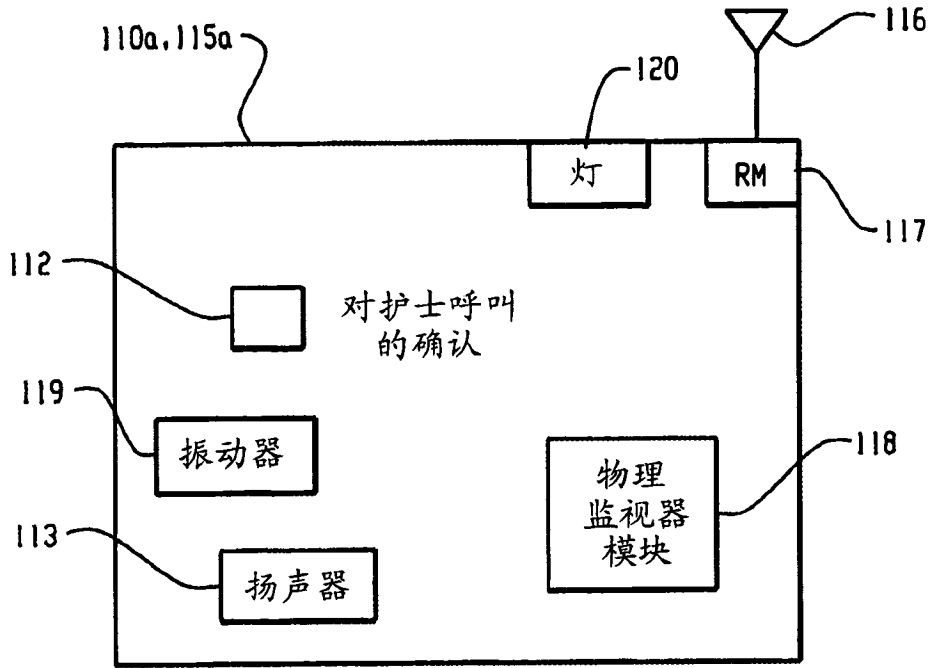 110a,115a
116
120
灯
RM
117
112
对护士呼叫
的确认
119
振动器
118
物理
监视器
模块
113
扬声器